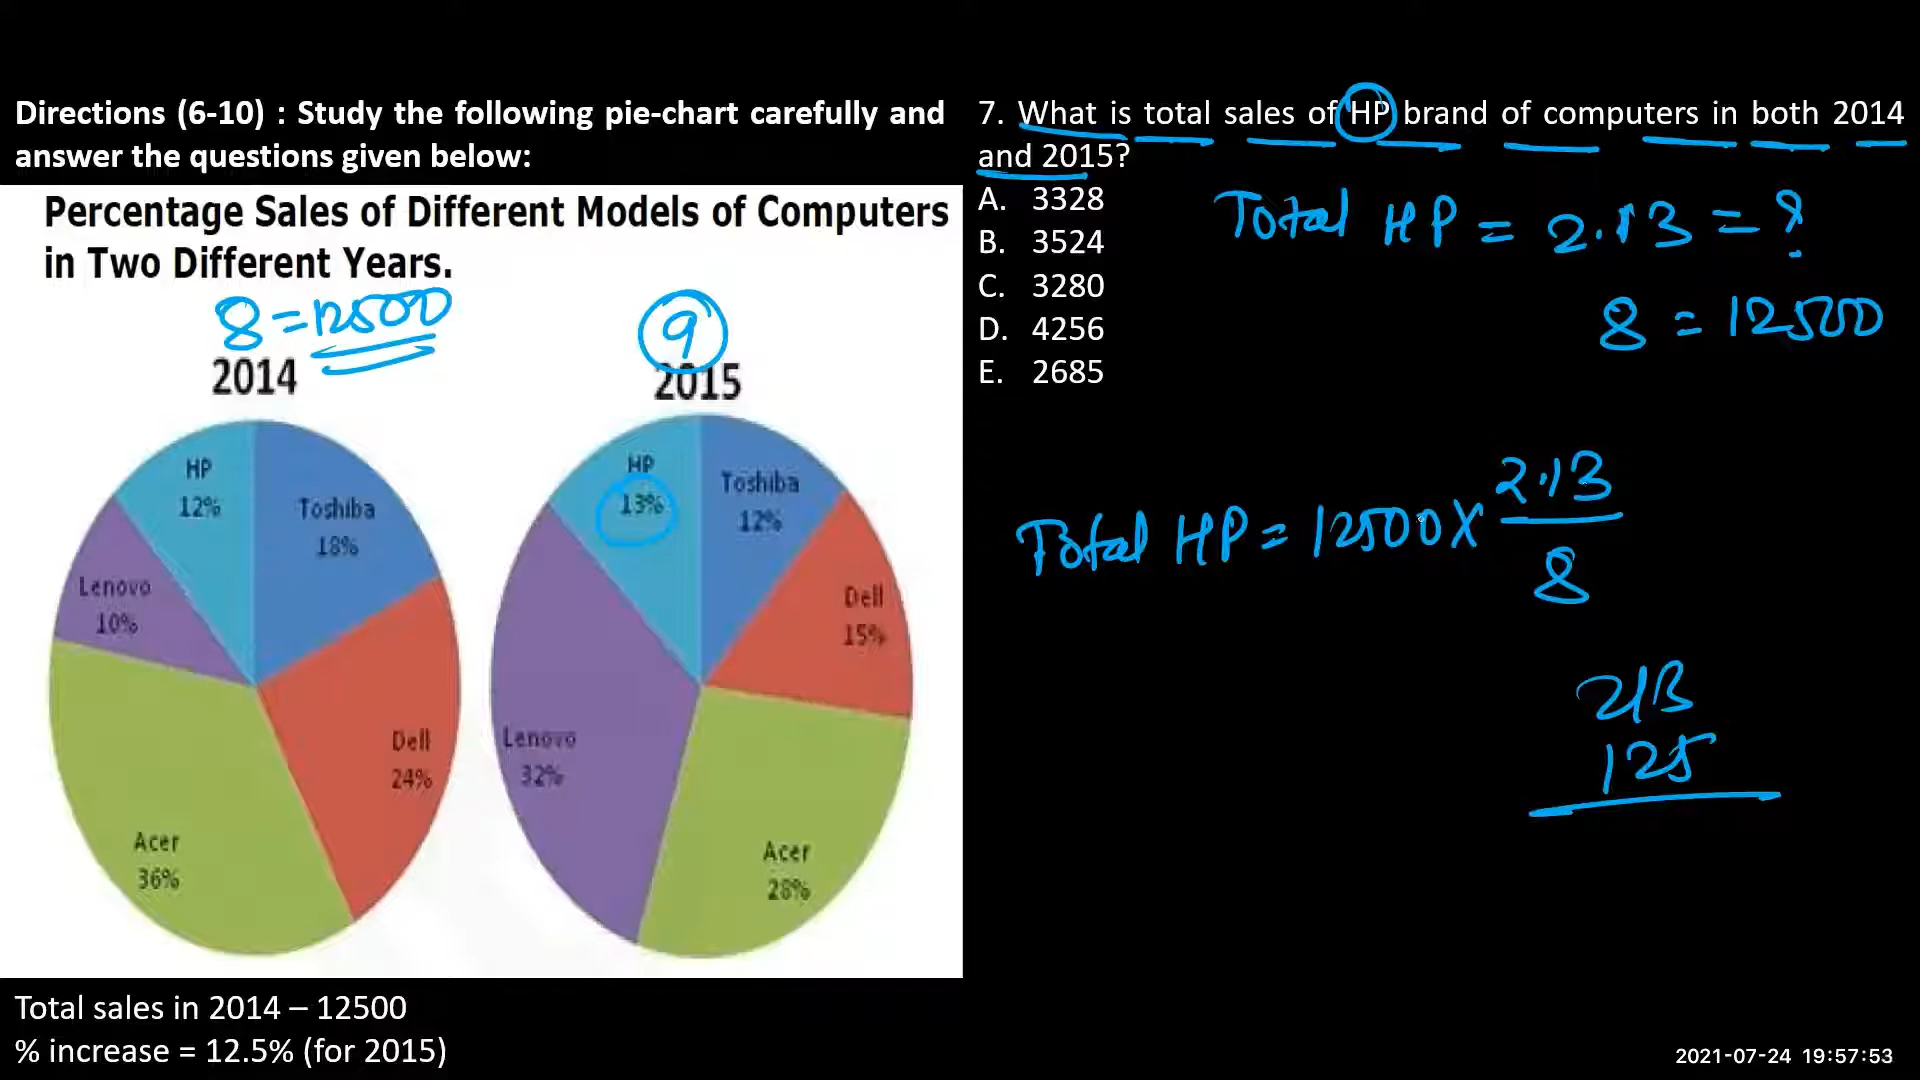 Directions (6-10) : Study the following pie-chart carefully and
answer the questions given below:
Percentage Sales of Different Models of Computers
in Two Different Years.
8 = 12500
9
2014
2015
HP
12%
Toshiba
18%
Lenovo
10%
Dell
24%
Acer
36%
HP
13%
Toshiba
12%
Dell
15%
Lenovo
32%
Acer
28%
Total sales in 2014 – 12500
% increase = 12.5% (for 2015)
7. What is total sales of HP brand of computers in both 2014
and 2015?
A. 3328
B. 3524
C. 3280
D. 4256
E. 2685
Total HP = 2.13 = ?
8 = 12500
Total HP = 12500 X 2.13
8
213
125
2021-07-24 19:57:53